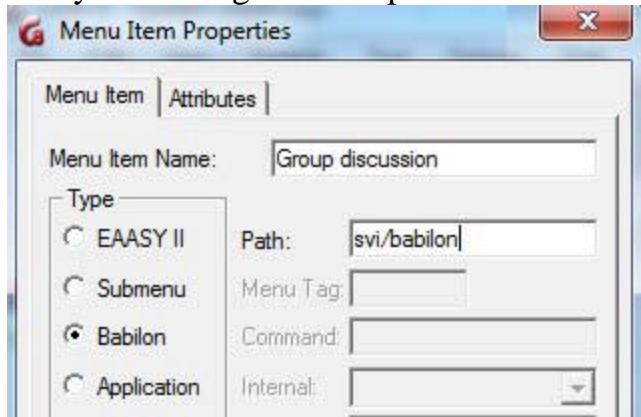 Menu Item Properties
Menu Item Attributes
Menu Item Name: Group discussion
Type
EAASY II Path: svi/babilon
Submenu Menu Tag:
Babilon Command:
Application Internal: